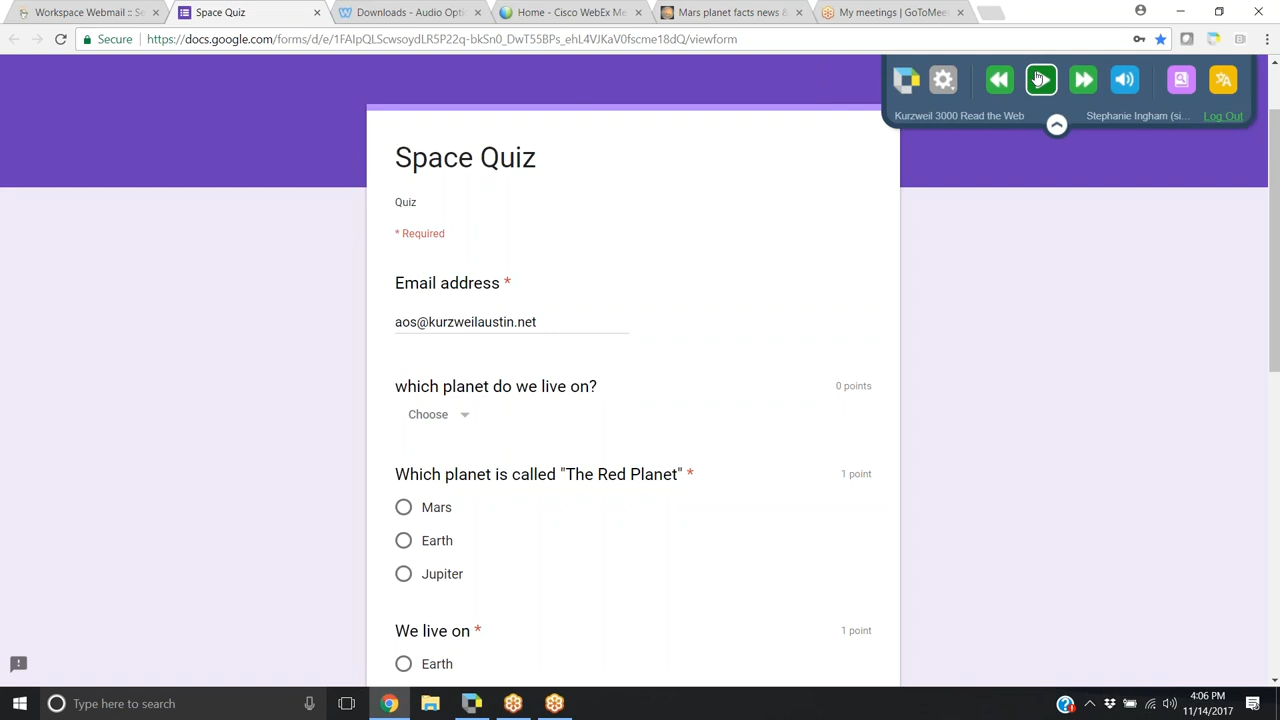 Workspace Webmail :: Se
Space Quiz
Downloads - Audio Opti
Home - Cisco WebEx Me
Mars planet facts news &
My meetings | GoToMeet
Secure
https://docs.google.com/forms/d/e/1FAIpQLScwsoydLR5P22q-bkSn0_DwT55BPs_ehL4VJKaV0fscme18dQ/viewform
Kurzweil 3000 Read the Web
Stephanie Ingham (si...
Log Out
Space Quiz
Quiz
* Required
Email address *
aos@kurzweilaustin.net
which planet do we live on?
0 points
Choose
Which planet is called "The Red Planet" *
1 point
Mars
Earth
Jupiter
We live on *
1 point
Earth
Type here to search
4:06 PM
11/14/2017